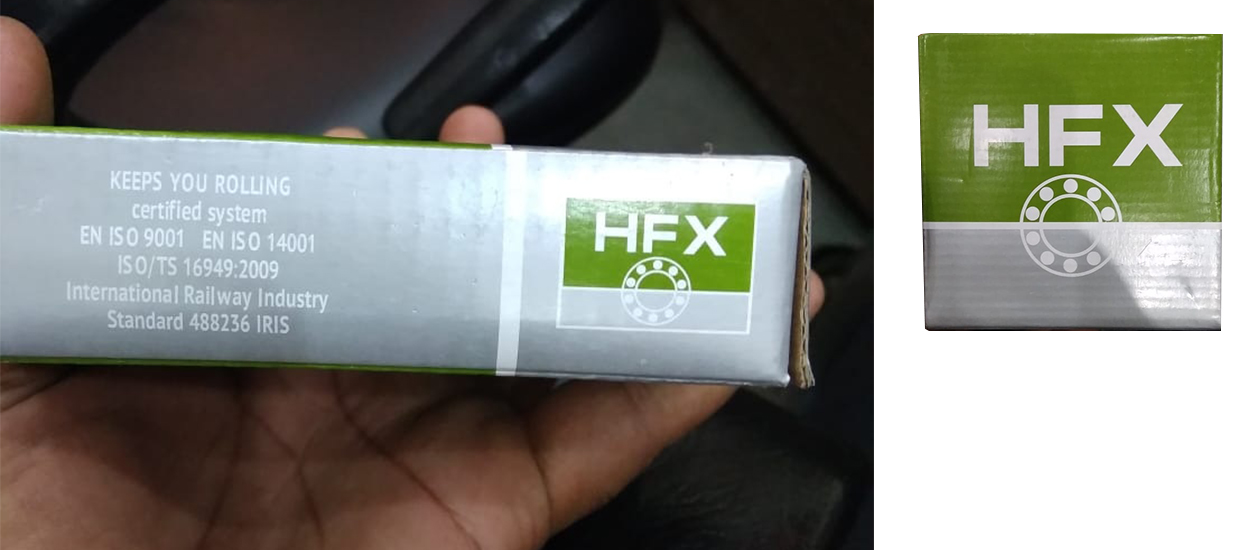 KEEPS YOU ROLLING
certified system
EN ISO 9001 EN ISO 14001
ISO/TS 16949:2009
International Railway Industry
Standard 488236 IRIS
HFX
HFX